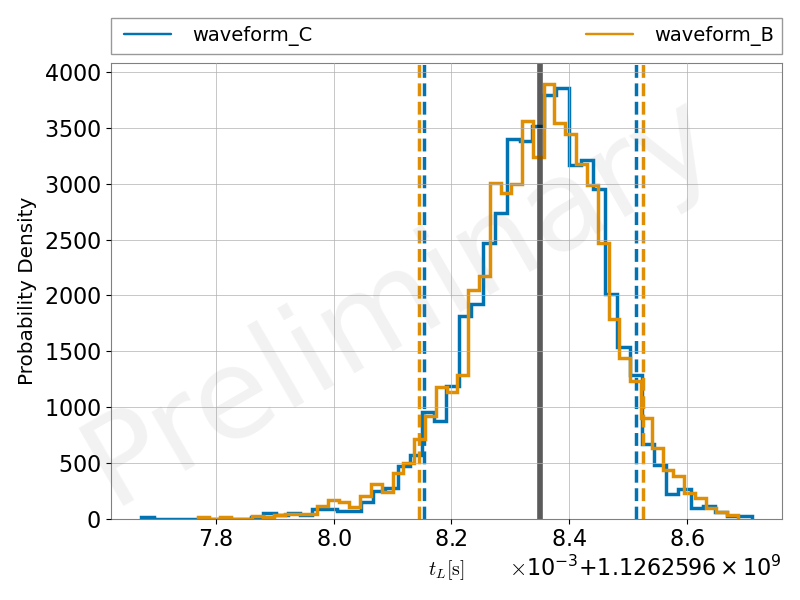 waveform_C waveform_B
4000
3500
3000
2500
2000
1500
1000
500
0
Probability Density
Preliminary
7.8 8.0 8.2 8.4 8.6
t_L[s] ×10⁻³+1.1262596 × 10⁹